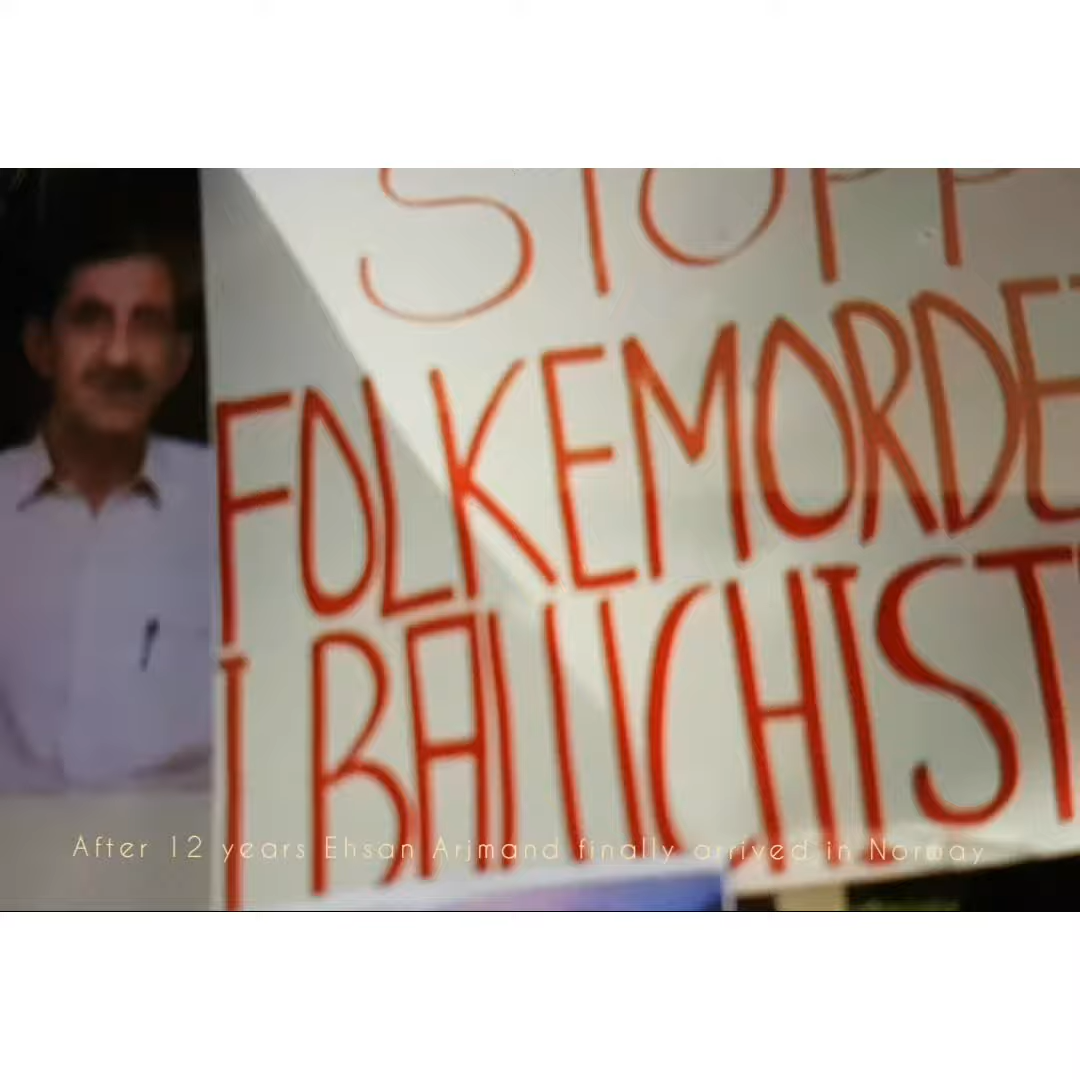 STOPP
FOLKEMORDE
I BALUCHIST
After 12 years Ehsan Arjmand finally arrived in Norway